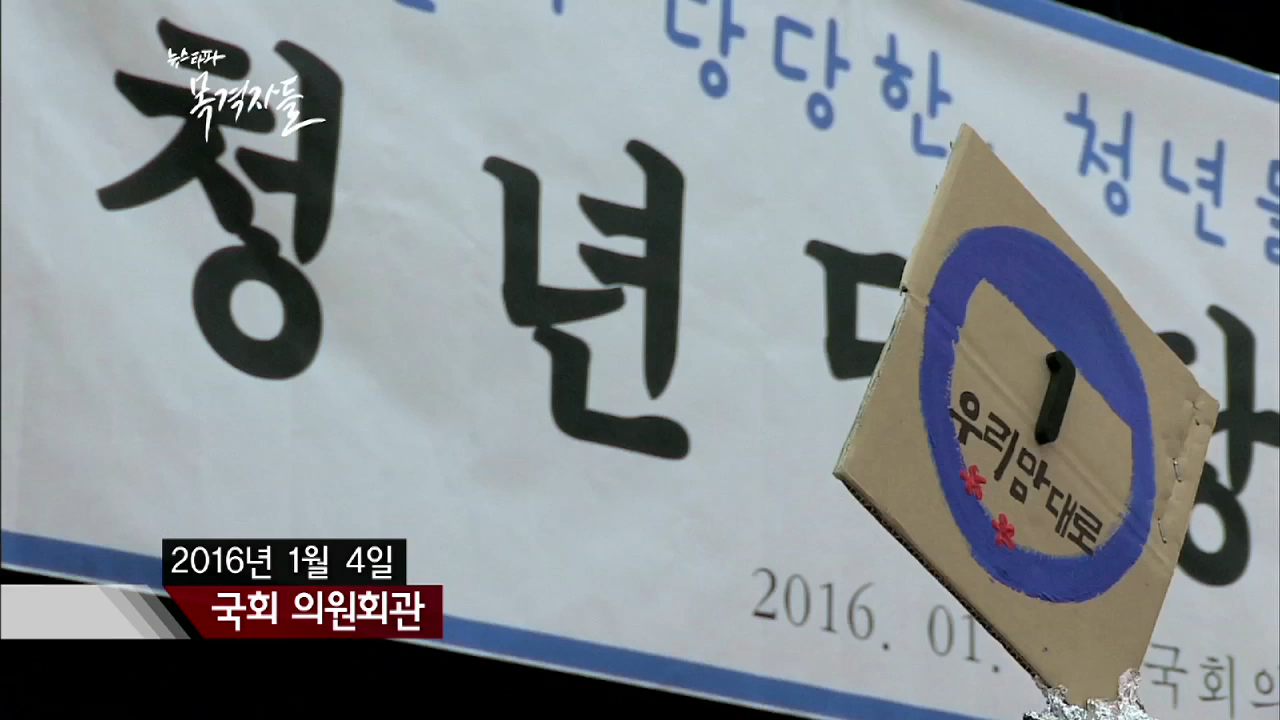 뉴스타파
목격자들
당당한, 청년들
청년
당
우리맘대로
2016. 01.
국회의
2016년 1월 4일
국회 의원회관